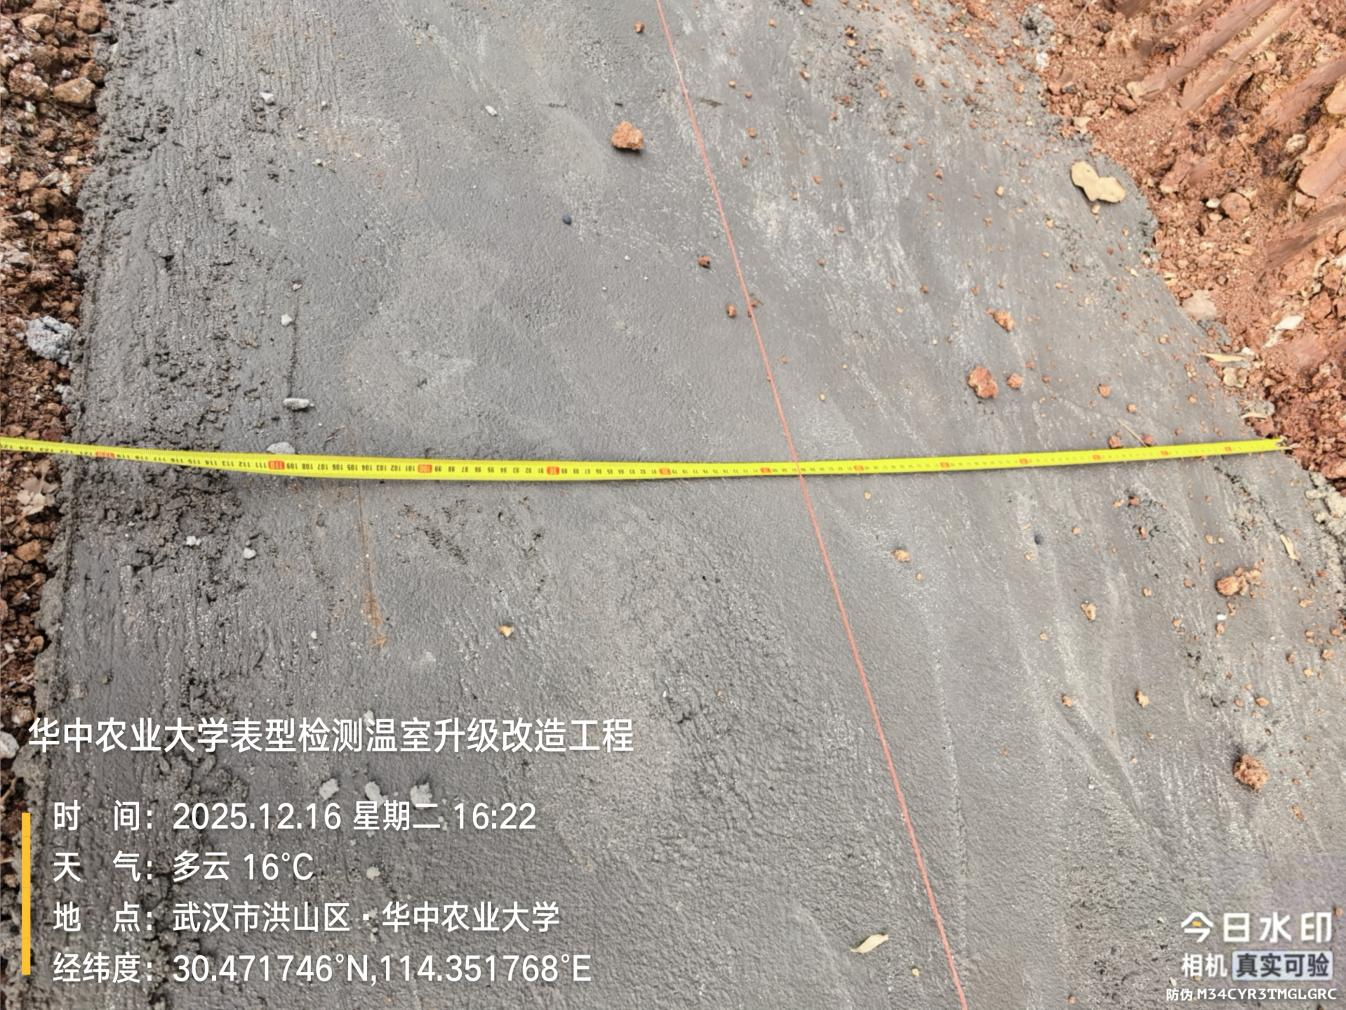 华中农业大学表型检测温室升级改造工程
时 间：2025.12.16 星期二 16:22
天 气：多云 16°C
地 点：武汉市洪山区·华中农业大学
经纬度：30.471746°N,114.351768°E
今日水印
相机 真实可验
防伪 M34CYR3TMGLGRC